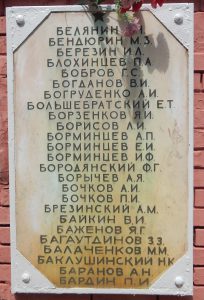 БЕЛЯНИН И.
БЕНДЮРИН М.З.
БЕРЕЗИН И.Д.
БЛОХИНЦЕВ П.А.
БОБРОВ Г.С.
БОГДАНОВ В.И.
БОГРУДЕНКО А.И.
БОЛЬШЕБРАТСКИЙ Е.Т.
БОРЗЕНКОВ Я.И.
БОРИСОВ Л.И.
БОРМИНЦЕВ А.П.
БОРМИНЦЕВ Е.И.
БОРМИНЦЕВ И.Ф.
БОРОДЯНСКИЙ Ф.Г.
БОРЫЧЕВ А.Я.
БОЧКОВ А.И.
БОЧКОВ П.И.
БРЕЗИНСКИЙ А.М.
БАЙКИН В.И.
БАЖЕНОВ Я.Г.
БАГАУТДИНОВ З.З.
БАЛАЧЕНКОВ М.М.
БАКЛУШИНСКИЙ Н.К.
БАРАНОВ А.Н.
БАРДИН П.И.